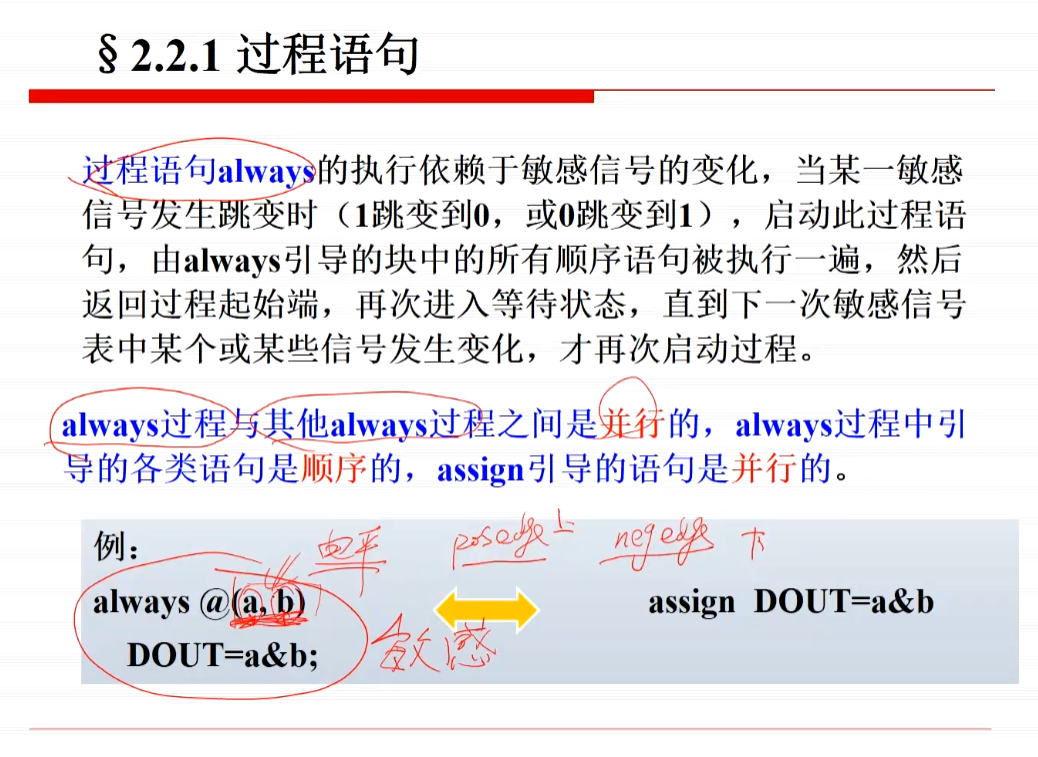 §2.2.1 过程语句
过程语句always的执行依赖于敏感信号的变化，当某一敏感
信号发生跳变时（1跳变到0，或0跳变到1），启动此过程语
句，由always引导的块中的所有顺序语句被执行一遍，然后
返回过程起始端，再次进入等待状态，直到下一次敏感信号
表中某个或某些信号发生变化，才再次启动过程。
always过程与其他always过程之间是并行的，always过程中引
导的各类语句是顺序的，assign引导的语句是并行的。
例：
电平 posedge 上 negedge 下
always @(a, b) assign DOUT=a&b
敏感
DOUT=a&b;